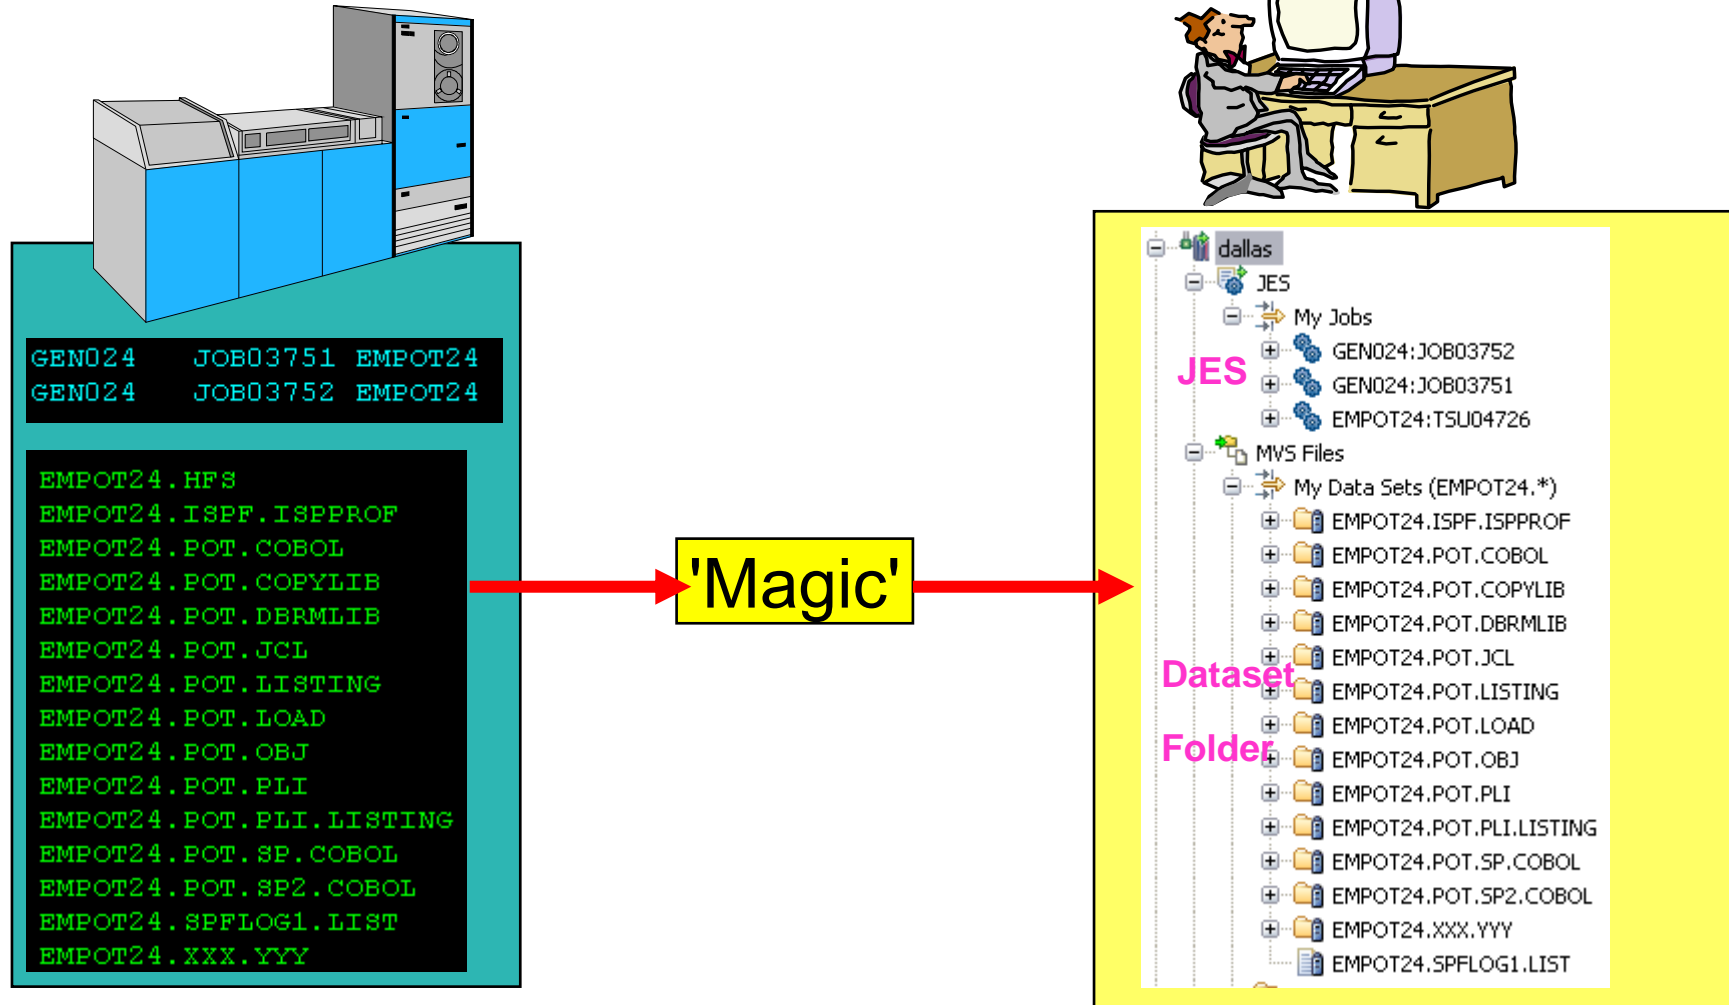 GEN024 JOB03751 EMPOT24
GEN024 JOB03752 EMPOT24
EMPOT24.HFS
EMPOT24.ISPF.ISPPROF
EMPOT24.POT.COBOL
EMPOT24.POT.COPYLIB
EMPOT24.POT.DBRMLIB
EMPOT24.POT.JCL
EMPOT24.POT.LISTING
EMPOT24.POT.LOAD
EMPOT24.POT.OBJ
EMPOT24.POT.PLI
EMPOT24.POT.PLI.LISTING
EMPOT24.POT.SP.COBOL
EMPOT24.POT.SP2.COBOL
EMPOT24.SPFLOG1.LIST
EMPOT24.XXX.YYY
'Magic'
dallas
JES
My Jobs
GEN024:JOB03752
JES
GEN024:JOB03751
EMPOT24:TSU04726
MVS Files
My Data Sets (EMPOT24.*)
EMPOT24.ISPF.ISPPROF
EMPOT24.POT.COBOL
EMPOT24.POT.COPYLIB
EMPOT24.POT.DBRMLIB
EMPOT24.POT.JCL
Dataset
EMPOT24.POT.LISTING
EMPOT24.POT.LOAD
Folder
EMPOT24.POT.OBJ
EMPOT24.POT.PLI
EMPOT24.POT.PLI.LISTING
EMPOT24.POT.SP.COBOL
EMPOT24.POT.SP2.COBOL
EMPOT24.XXX.YYY
EMPOT24.SPFLOG1.LIST